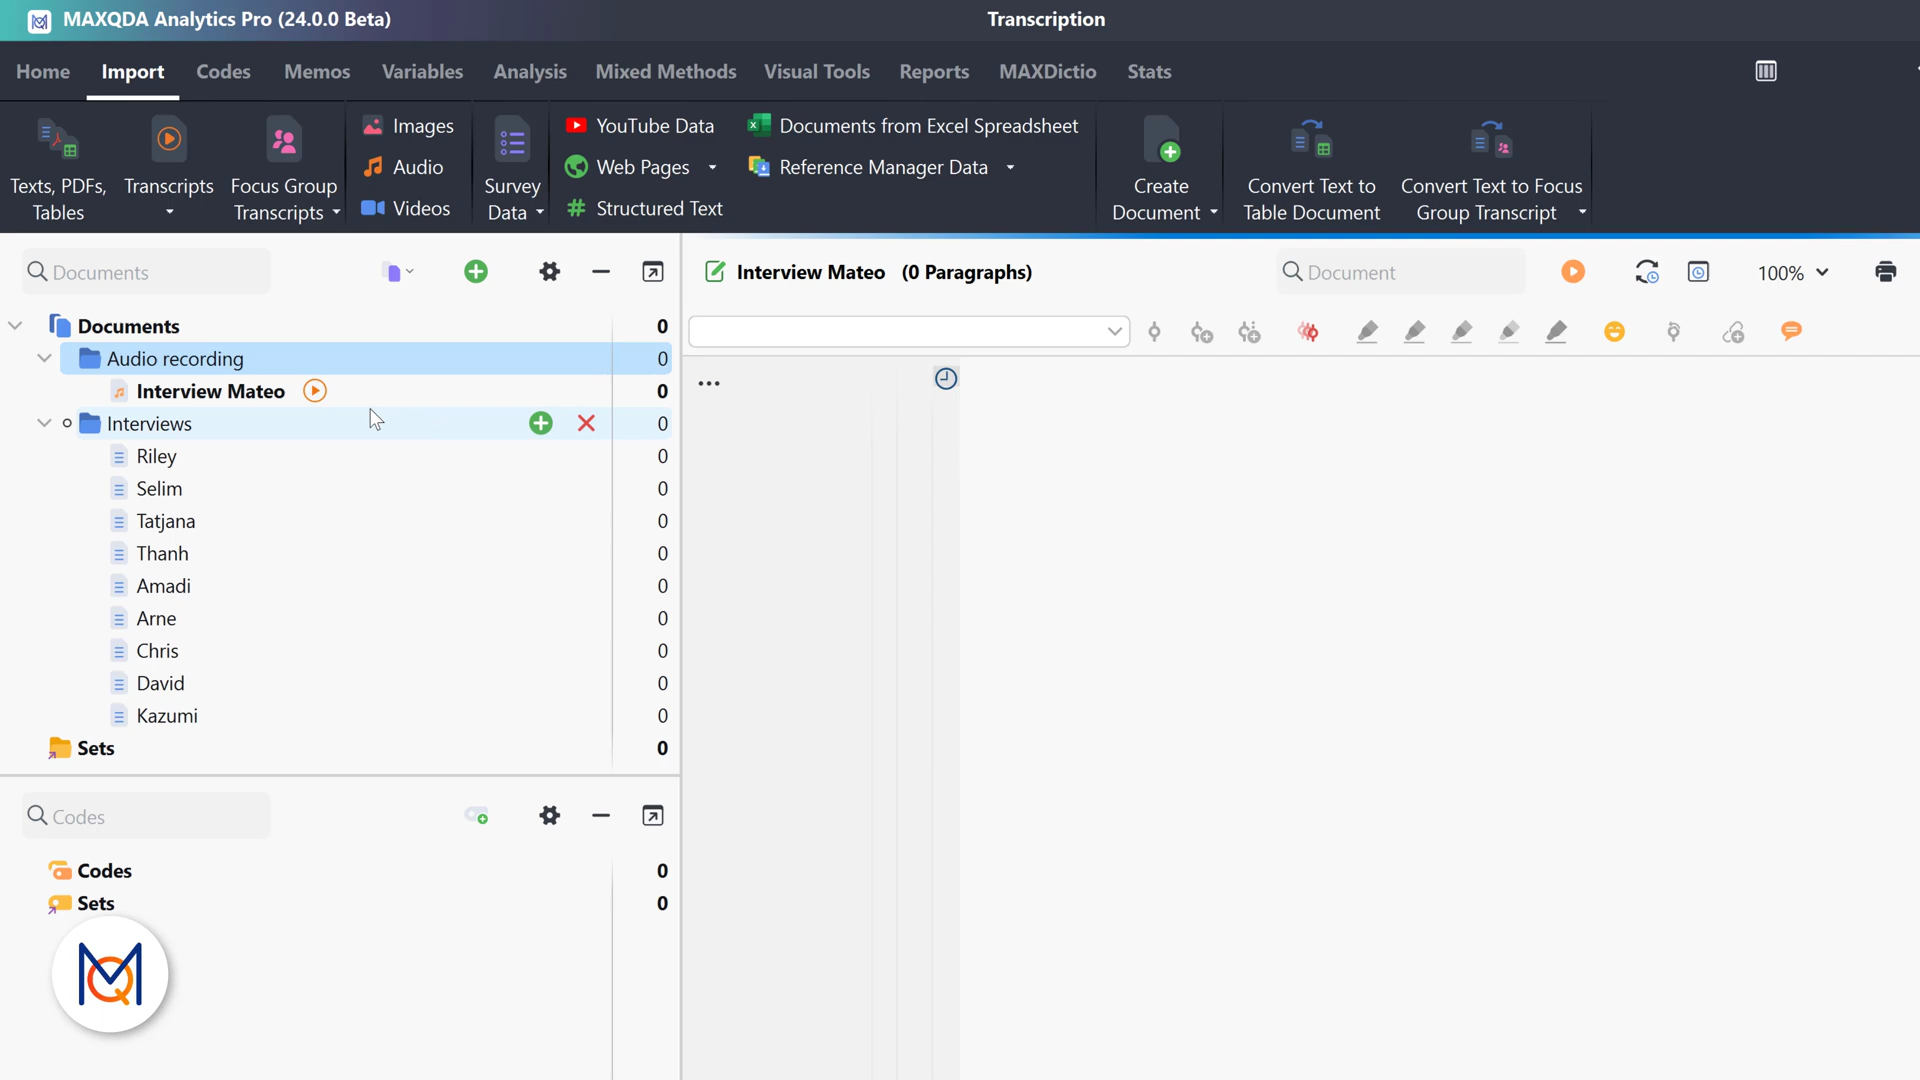 MAXQDA Analytics Pro (24.0.0 Beta)
Transcription
Home Import Codes Memos Variables Analysis Mixed Methods Visual Tools Reports MAXDictio Stats
Texts, PDFs,
Tables
Transcripts
Focus Group
Transcripts
Images
Audio
Videos
Survey
Data
YouTube Data
Web Pages
Structured Text
Documents from Excel Spreadsheet
Reference Manager Data
Create
Document
Convert Text to
Table Document
Convert Text to Focus
Group Transcript
Documents
Documents 0
Audio recording 0
Interview Mateo 0
Interviews 0
Riley 0
Selim 0
Tatjana 0
Thanh 0
Amadi 0
Arne 0
Chris 0
David 0
Kazumi 0
Sets 0
Codes
Codes 0
Sets 0
Interview Mateo (0 Paragraphs)
Document
100%